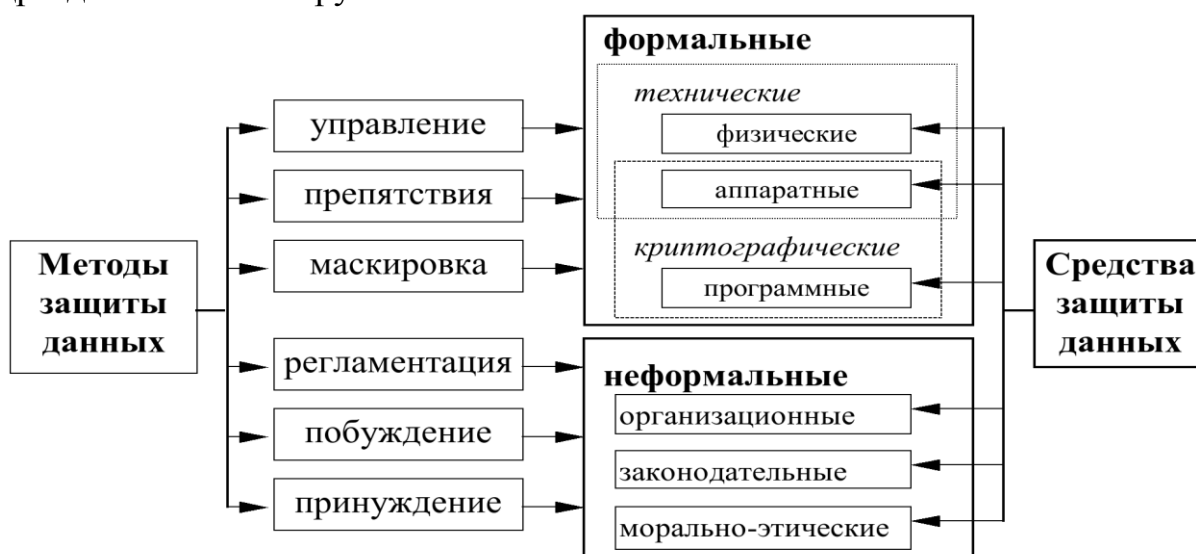 формальные
технические
управление
физические
препятствия
аппаратные
Методы
защиты
данных
маскировка
криптографические
программные
Средства
защиты
данных
регламентация
неформальные
организационные
побуждение
законодательные
принуждение
морально-этические